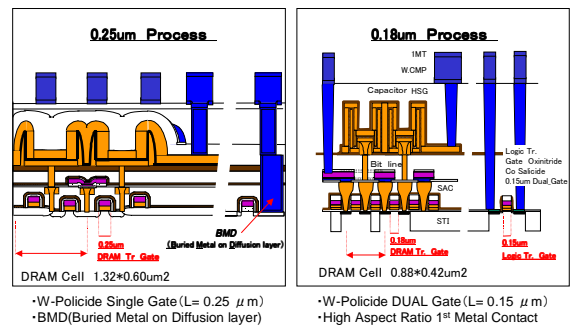 0.25um Process
BMD
(Buried Metal on Diffusion layer)
0.25um
DRAM Tr. Gate
DRAM Cell 1.32*0.60um2
・W-Policide Single Gate(L= 0.25 μm)
・BMD(Buried Metal on Diffusion layer)
0.18um Process
1MT
W.CMP
Capacitor HSG
Bit line
SAC
STI
Logic Tr.
Gate Oxinitride
Co Salicide
0.15um Dual_Gate
0.18um
DRAM Tr. Gate
0.15um
Logic Tr. Gate
DRAM Cell 0.88*0.42um2
・W-Policide DUAL Gate(L= 0.15 μm)
・High Aspect Ratio 1st Metal Contact